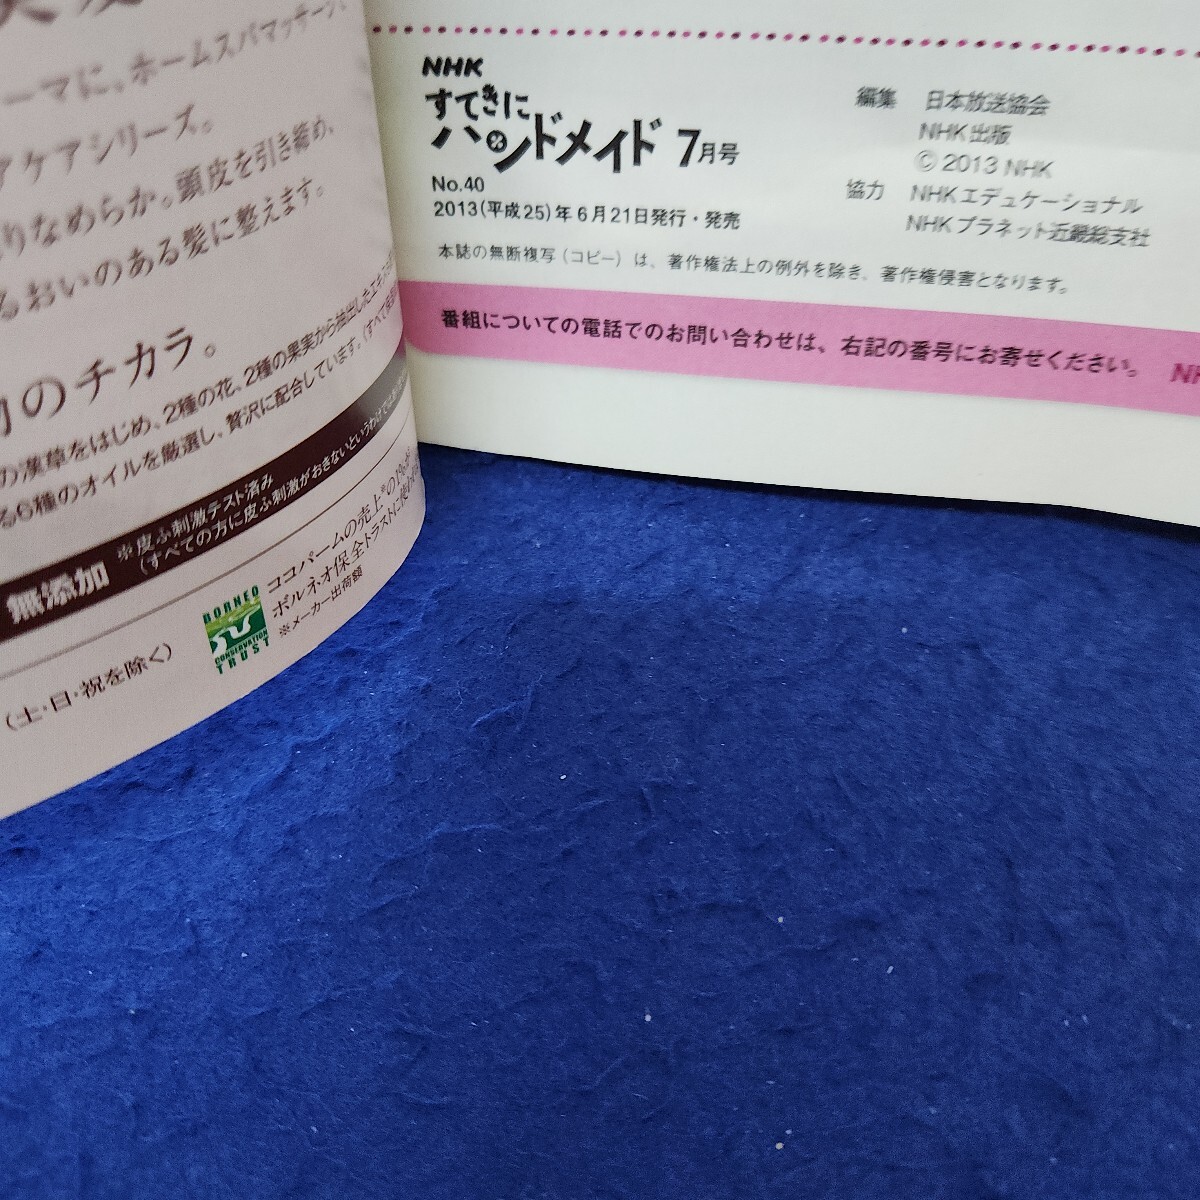 ーマに、ホームスパマッサージ
アケアシリーズ。
りなめらか。頭皮を引き締め、
るおいのある髪に整えます。
のチカラ。
の漢草をはじめ、2種の花、2種の果実から抽出したエキス
る6種のオイルを厳選し、贅沢に配合しています。
無添加
※皮ふ刺激テスト済み
(すべての方に皮ふ刺激がおきないというわけでは
BORNEO
CONSERVATION
TRUST
ココパームの売上※の1%が
ボルネオ保全トラストに
※メーカー出荷額
(土・日・祝を除く)
NHK
すてきに
ハンドメイド 7月号
No.40
2013(平成25)年6月21日発行・発売
編集 日本放送協会
NHK出版
©2013 NHK
協力 NHKエデュケーショナル
NHKプラネット近畿総支社
本誌の無断複写(コピー)は、著作権法上の例外を除き、著作権侵害となります。
番組についての電話でのお問い合わせは、右記の番号にお寄せください。